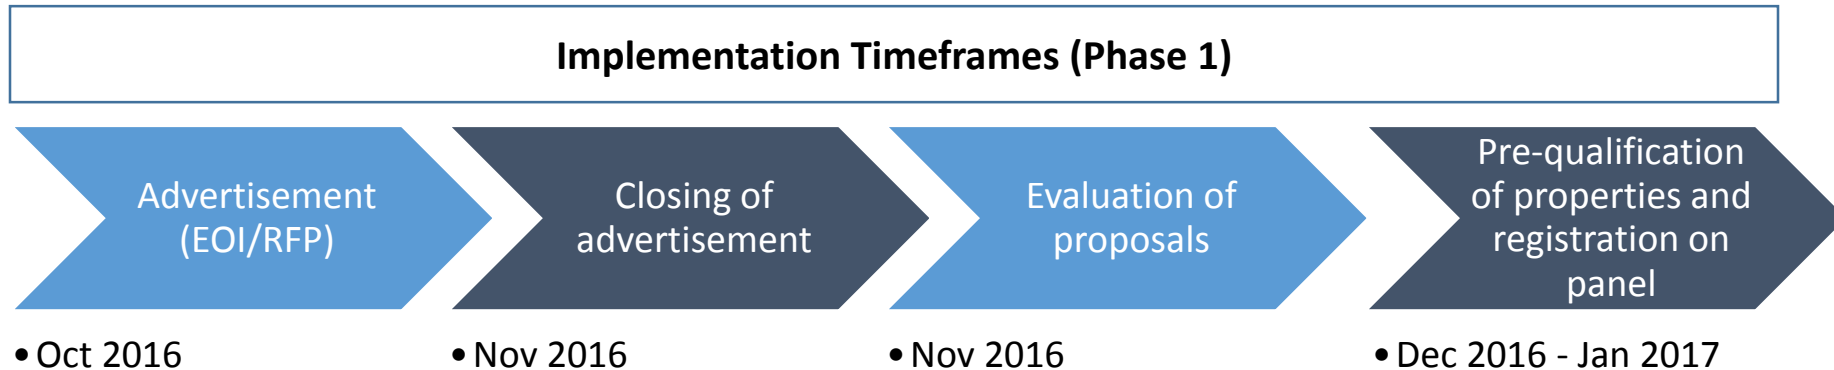 Implementation Timeframes (Phase 1)
Advertisement
(EOI/RFP)
Closing of
advertisement
Evaluation of
proposals
Pre-qualification
of properties and
registration on
panel
• Oct 2016
• Nov 2016
• Nov 2016
• Dec 2016 - Jan 2017